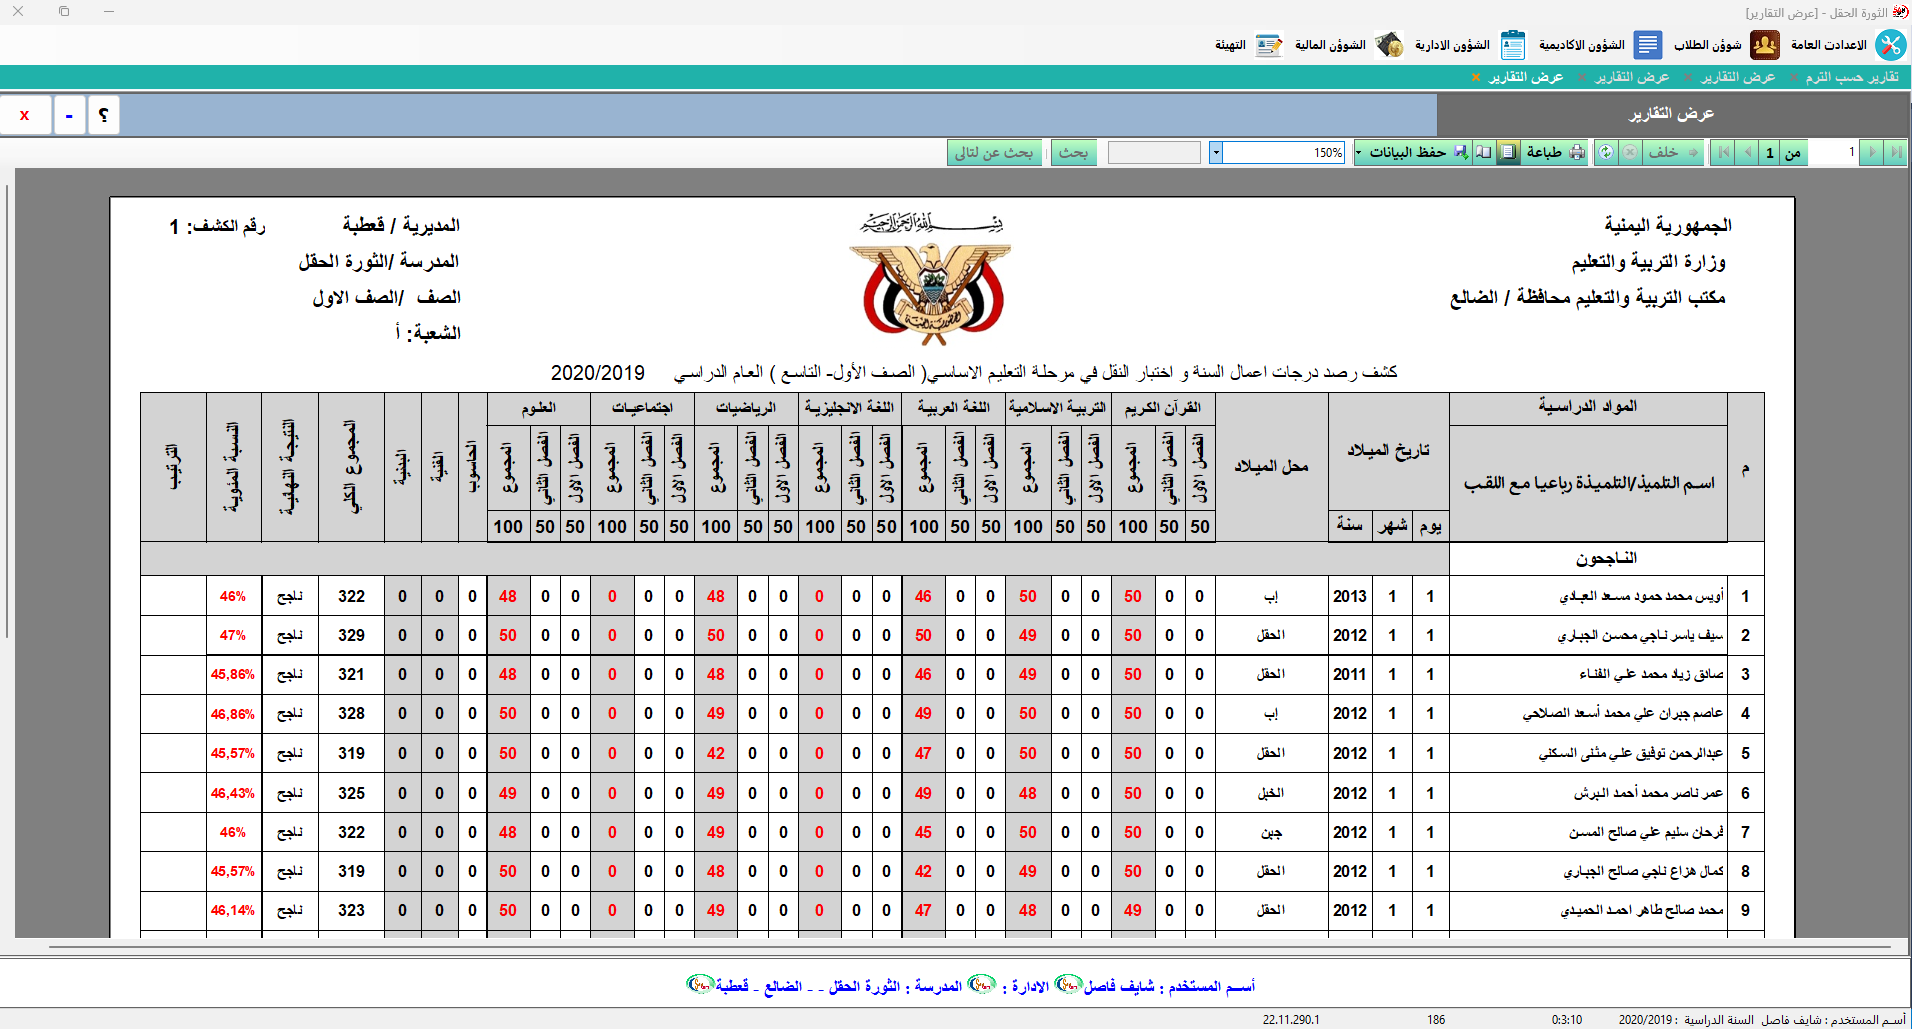 الثورة الحقل - [عرض التقارير]
الاعدادت العامة شوؤن الطلاب الشؤون الاكاديمية الشؤون الادارية الشوؤن المالية التهيئة
تقارير حسب الترم × عرض التقارير × عرض التقارير × عرض التقارير ×
عرض التقارير
؟ - x
1 من 1 خلف طباعة حفظ البيانات 150% بحث بحث عن لتالى
الجمهورية اليمنية
وزارة التربية والتعليم
مكتب التربية والتعليم محافظة / الضالع
المديرية / قعطبة رقم الكشف: 1
المدرسة /الثورة الحقل
الصف /الصف الاول
الشعبة: أ
كشف رصد درجات اعمال السنة و اختبار النقل في مرحلة التعليم الاساسي( الصف الأول- التاسع ) العام الدراسي 2020/2019
م المواد الدراسية تاريخ الميلاد محل الميلاد القرآن الكريم التربية الاسلامية اللغة العربية اللغة الانجليزية الرياضيات اجتماعيات العلوم الحاسوب الفنية البدنية المجموع الكلي النتيجة النهائية النسبة المئوية الترتيب
اسم التلميذ/التلميذة رباعيا مع اللقب الفصل الاول الفصل الثاني المجموع الفصل الاول الفصل الثاني المجموع الفصل الاول الفصل الثاني المجموع الفصل الاول الفصل الثاني المجموع الفصل الاول الفصل الثاني المجموع الفصل الاول الفصل الثاني المجموع الفصل الاول الفصل الثاني المجموع
يوم شهر سنة 50 50 100 50 50 100 50 50 100 50 50 100 50 50 100 50 50 100 50 50 100
الناجحون
1 أويس محمد حمود مسعد العبادي 1 1 2013 إب 0 0 50 0 0 50 0 0 46 0 0 0 0 0 48 0 0 0 0 0 48 0 0 0 322 ناجح 46%
2 سيف ياسر ناجي محسن الجباري 1 1 2012 الحقل 0 0 50 0 0 49 0 0 50 0 0 0 0 0 50 0 0 0 0 0 50 0 0 0 329 ناجح 47%
3 صادق زياد محمد علي القناء 1 1 2011 الحقل 0 0 50 0 0 49 0 0 46 0 0 0 0 0 48 0 0 0 0 0 48 0 0 0 321 ناجح 45,86%
4 عاصم جبران علي محمد أسعد الصلاحي 1 1 2012 إب 0 0 50 0 0 50 0 0 49 0 0 0 0 0 49 0 0 0 0 0 50 0 0 0 328 ناجح 46,86%
5 عبدالرحمن توفيق علي مثنى السكني 1 1 2012 الحقل 0 0 50 0 0 50 0 0 47 0 0 0 0 0 42 0 0 0 0 0 50 0 0 0 319 ناجح 45,57%
6 عمر ناصر محمد أحمد البرش 1 1 2012 الخبل 0 0 50 0 0 48 0 0 49 0 0 0 0 0 49 0 0 0 0 0 49 0 0 0 325 ناجح 46,43%
7 فرحان سليم علي صالح المسن 1 1 2012 جبن 0 0 50 0 0 50 0 0 45 0 0 0 0 0 49 0 0 0 0 0 48 0 0 0 322 ناجح 46%
8 كمال هزاع ناجي صالح الجباري 1 1 2012 الحقل 0 0 50 0 0 49 0 0 42 0 0 0 0 0 48 0 0 0 0 0 50 0 0 0 319 ناجح 45,57%
9 محمد صالح طاهر احمد الحميدي 1 1 2012 الحقل 0 0 49 0 0 48 0 0 47 0 0 0 0 0 49 0 0 0 0 0 50 0 0 0 323 ناجح 46,14%
أسـم المستخدم : شايف فاصل الادارة : المدرسة : الثورة الحقل - - الضالع - قعطبة
أسـم المستخدم : شايف فاصل السنة الدراسية : 2020/2019 0:3:10 186 22.11.290.1